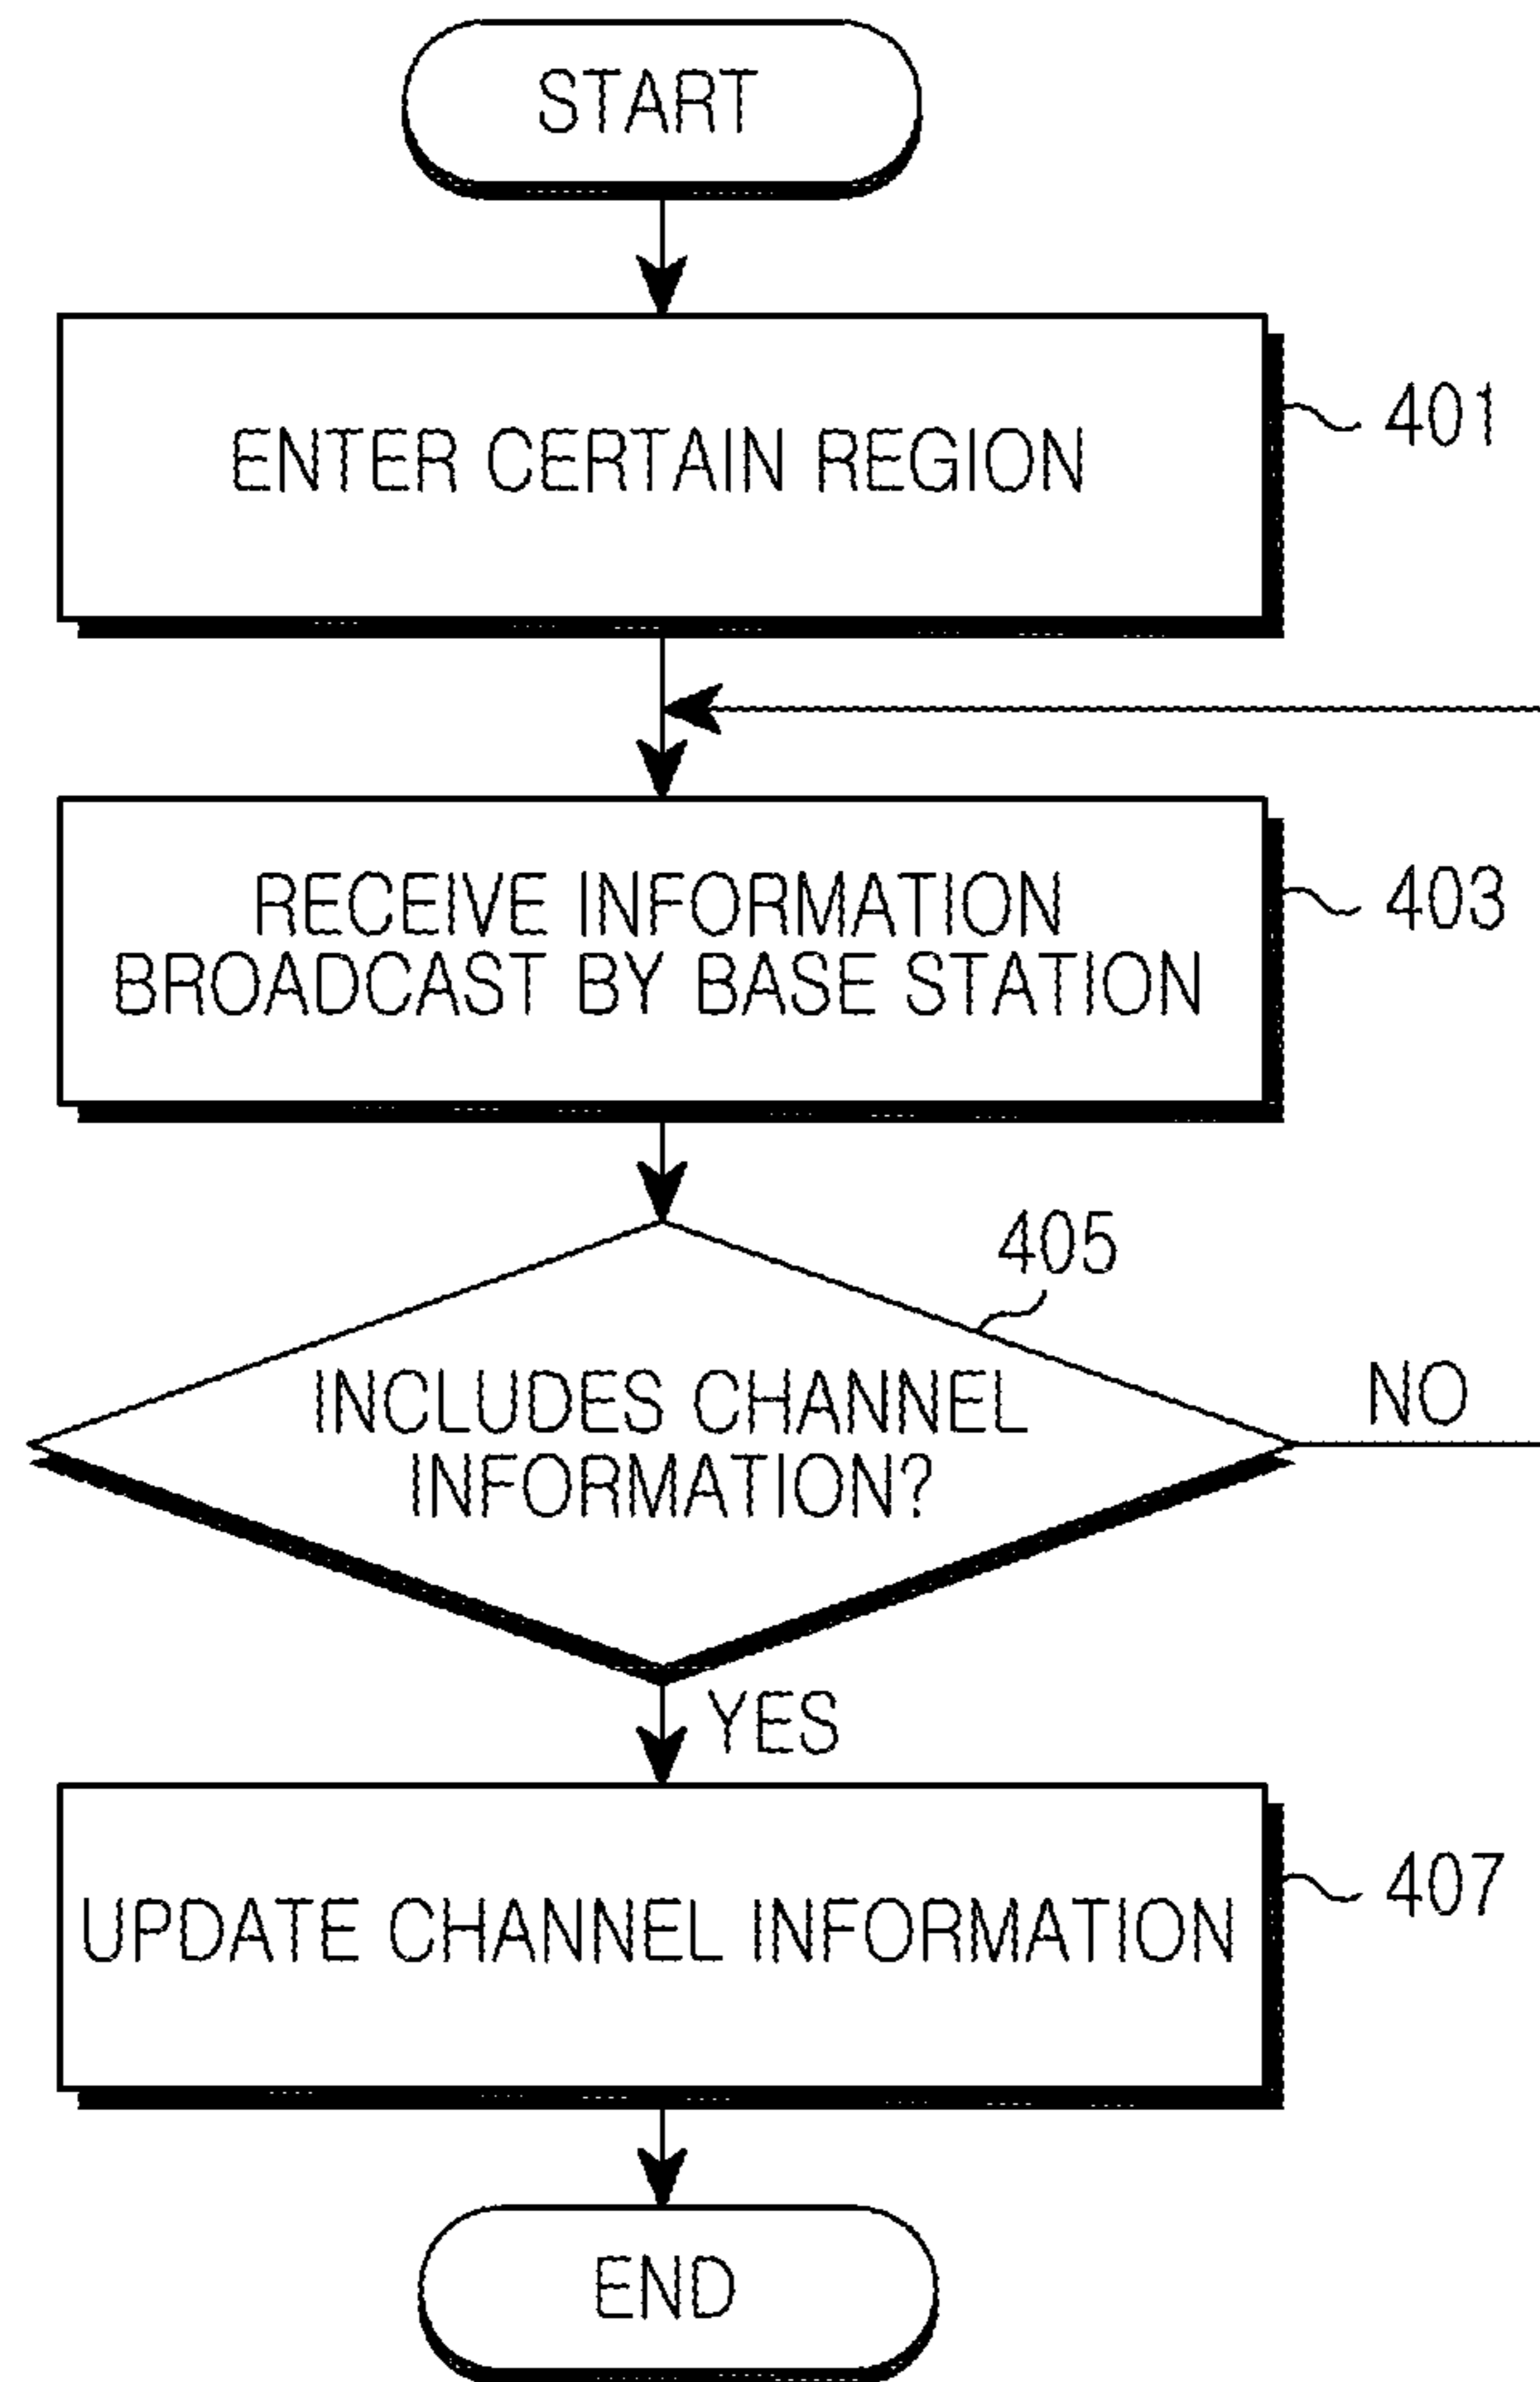 START
ENTER CERTAIN REGION
401
RECEIVE INFORMATION
BROADCAST BY BASE STATION
403
405
INCLUDES CHANNEL
INFORMATION?
NO
YES
UPDATE CHANNEL INFORMATION
407
END